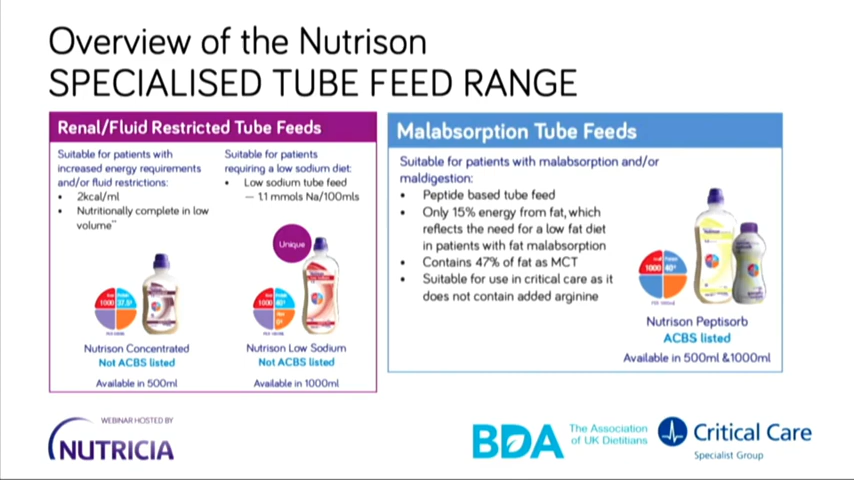 Overview of the Nutrison
SPECIALISED TUBE FEED RANGE
Renal/Fluid Restricted Tube Feeds
Suitable for patients with
increased energy requirements
and/or fluid restrictions:
• 2kcal/ml
• Nutritionally complete in low
volume**
Suitable for patients
requiring a low sodium diet:
• Low sodium tube feed
– 1.1 mmols Na/100mls
Unique
1000 37.5
Nutrison Concentrated
Not ACBS listed
Available in 500ml
1000
Nutrison Low Sodium
Not ACBS listed
Available in 1000ml
Malabsorption Tube Feeds
Suitable for patients with malabsorption and/or
maldigestion:
• Peptide based tube feed
• Only 15% energy from fat, which
reflects the need for a low fat diet
in patients with fat malabsorption
• Contains 47% of fat as MCT
• Suitable for use in critical care as it
does not contain added arginine
1000 40
Nutrison Peptisorb
ACBS listed
Available in 500ml &1000ml
WEBINAR HOSTED BY
NUTRICIA
BDA The Association
of UK Dietitians
Critical Care
Specialist Group